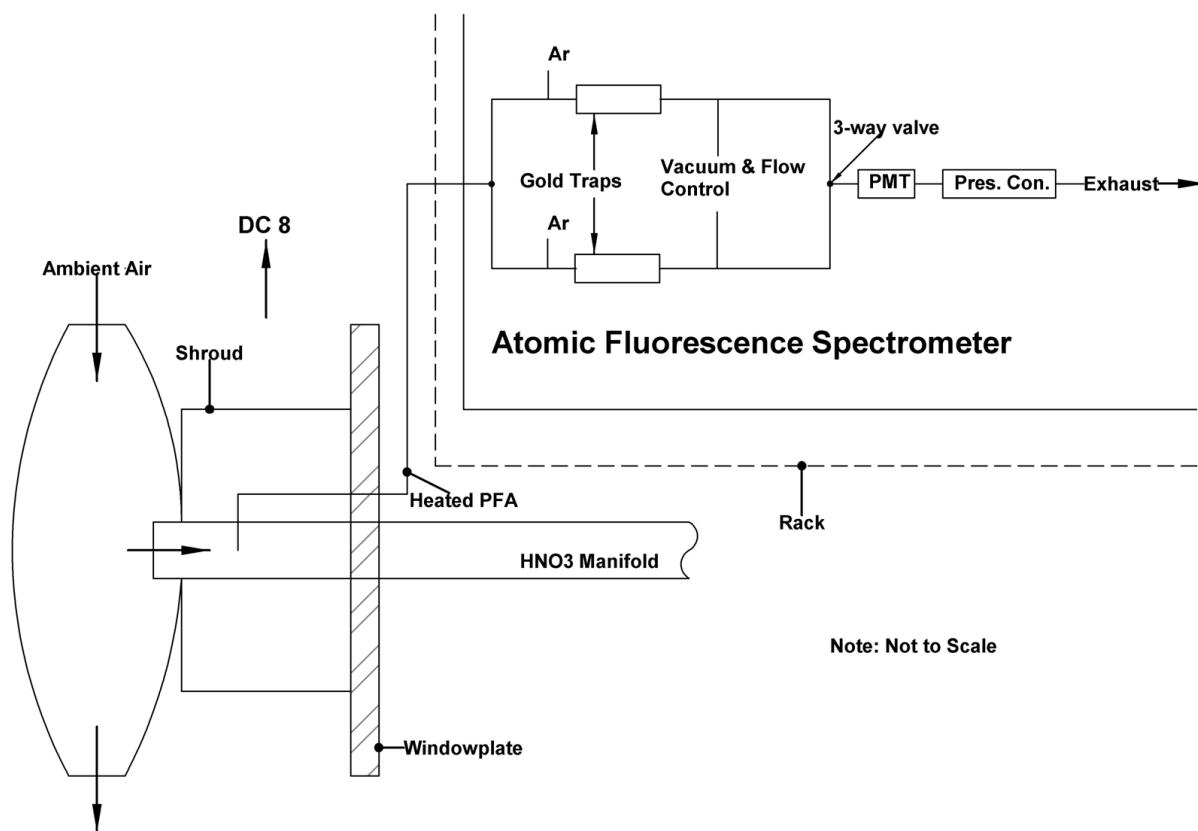 Ar
3-way valve
Gold Traps
Vacuum & Flow
Control
PMT
Pres. Con.
Exhaust
Ar
DC 8
Ambient Air
Atomic Fluorescence Spectrometer
Shroud
Heated PFA
Rack
HNO3 Manifold
Note: Not to Scale
Windowplate